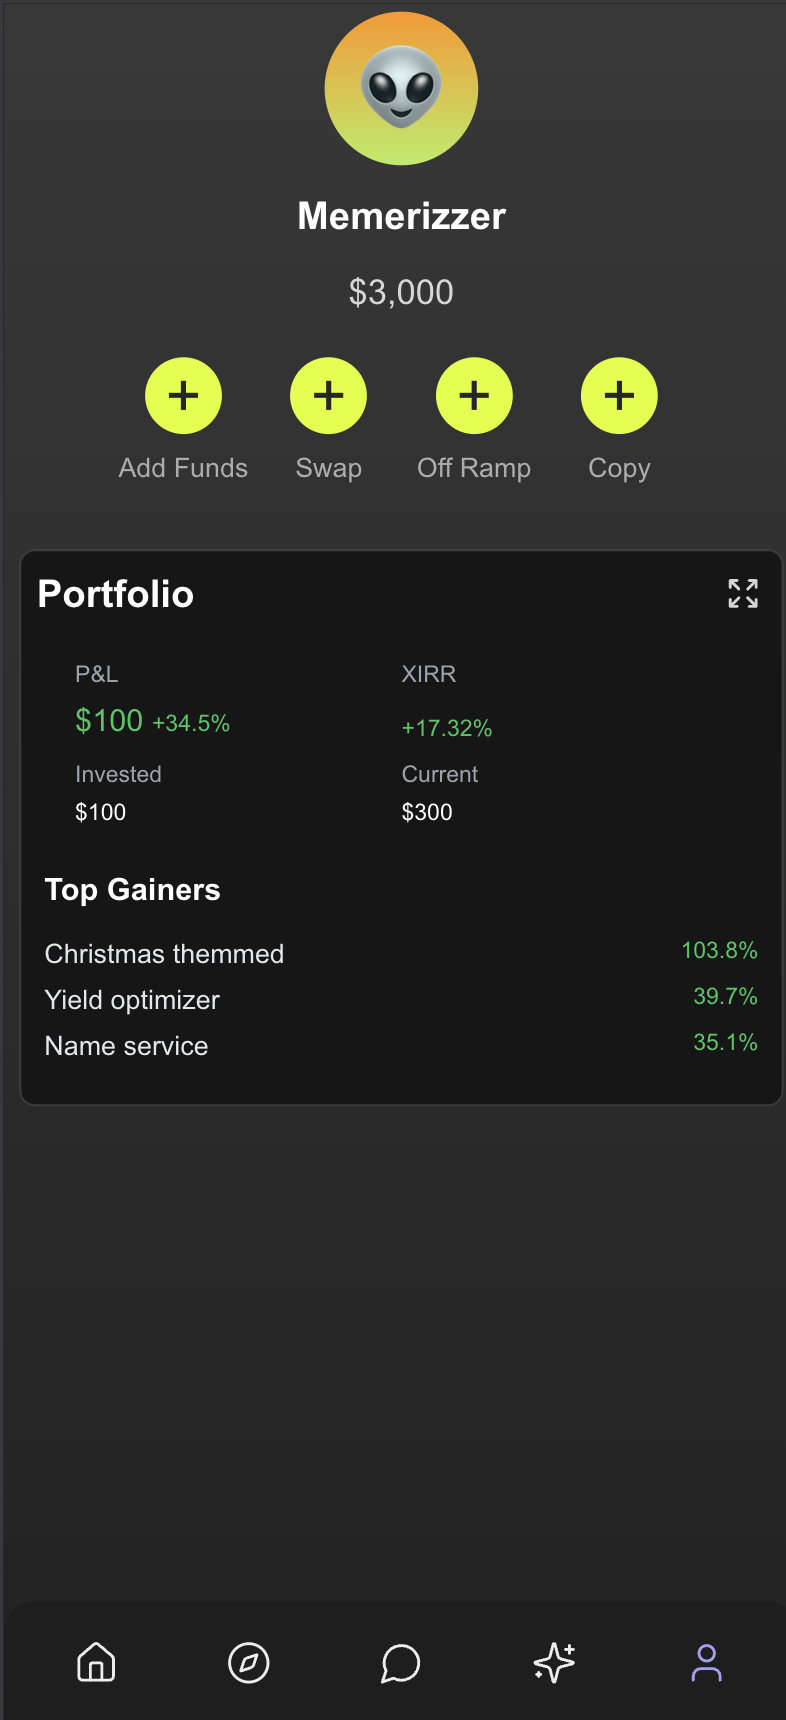 Memerizzer
$3,000
Add Funds Swap Off Ramp Copy
Portfolio
P&L XIRR
$100 +34.5% +17.32%
Invested Current
$100 $300
Top Gainers
Christmas themmed 103.8%
Yield optimizer 39.7%
Name service 35.1%